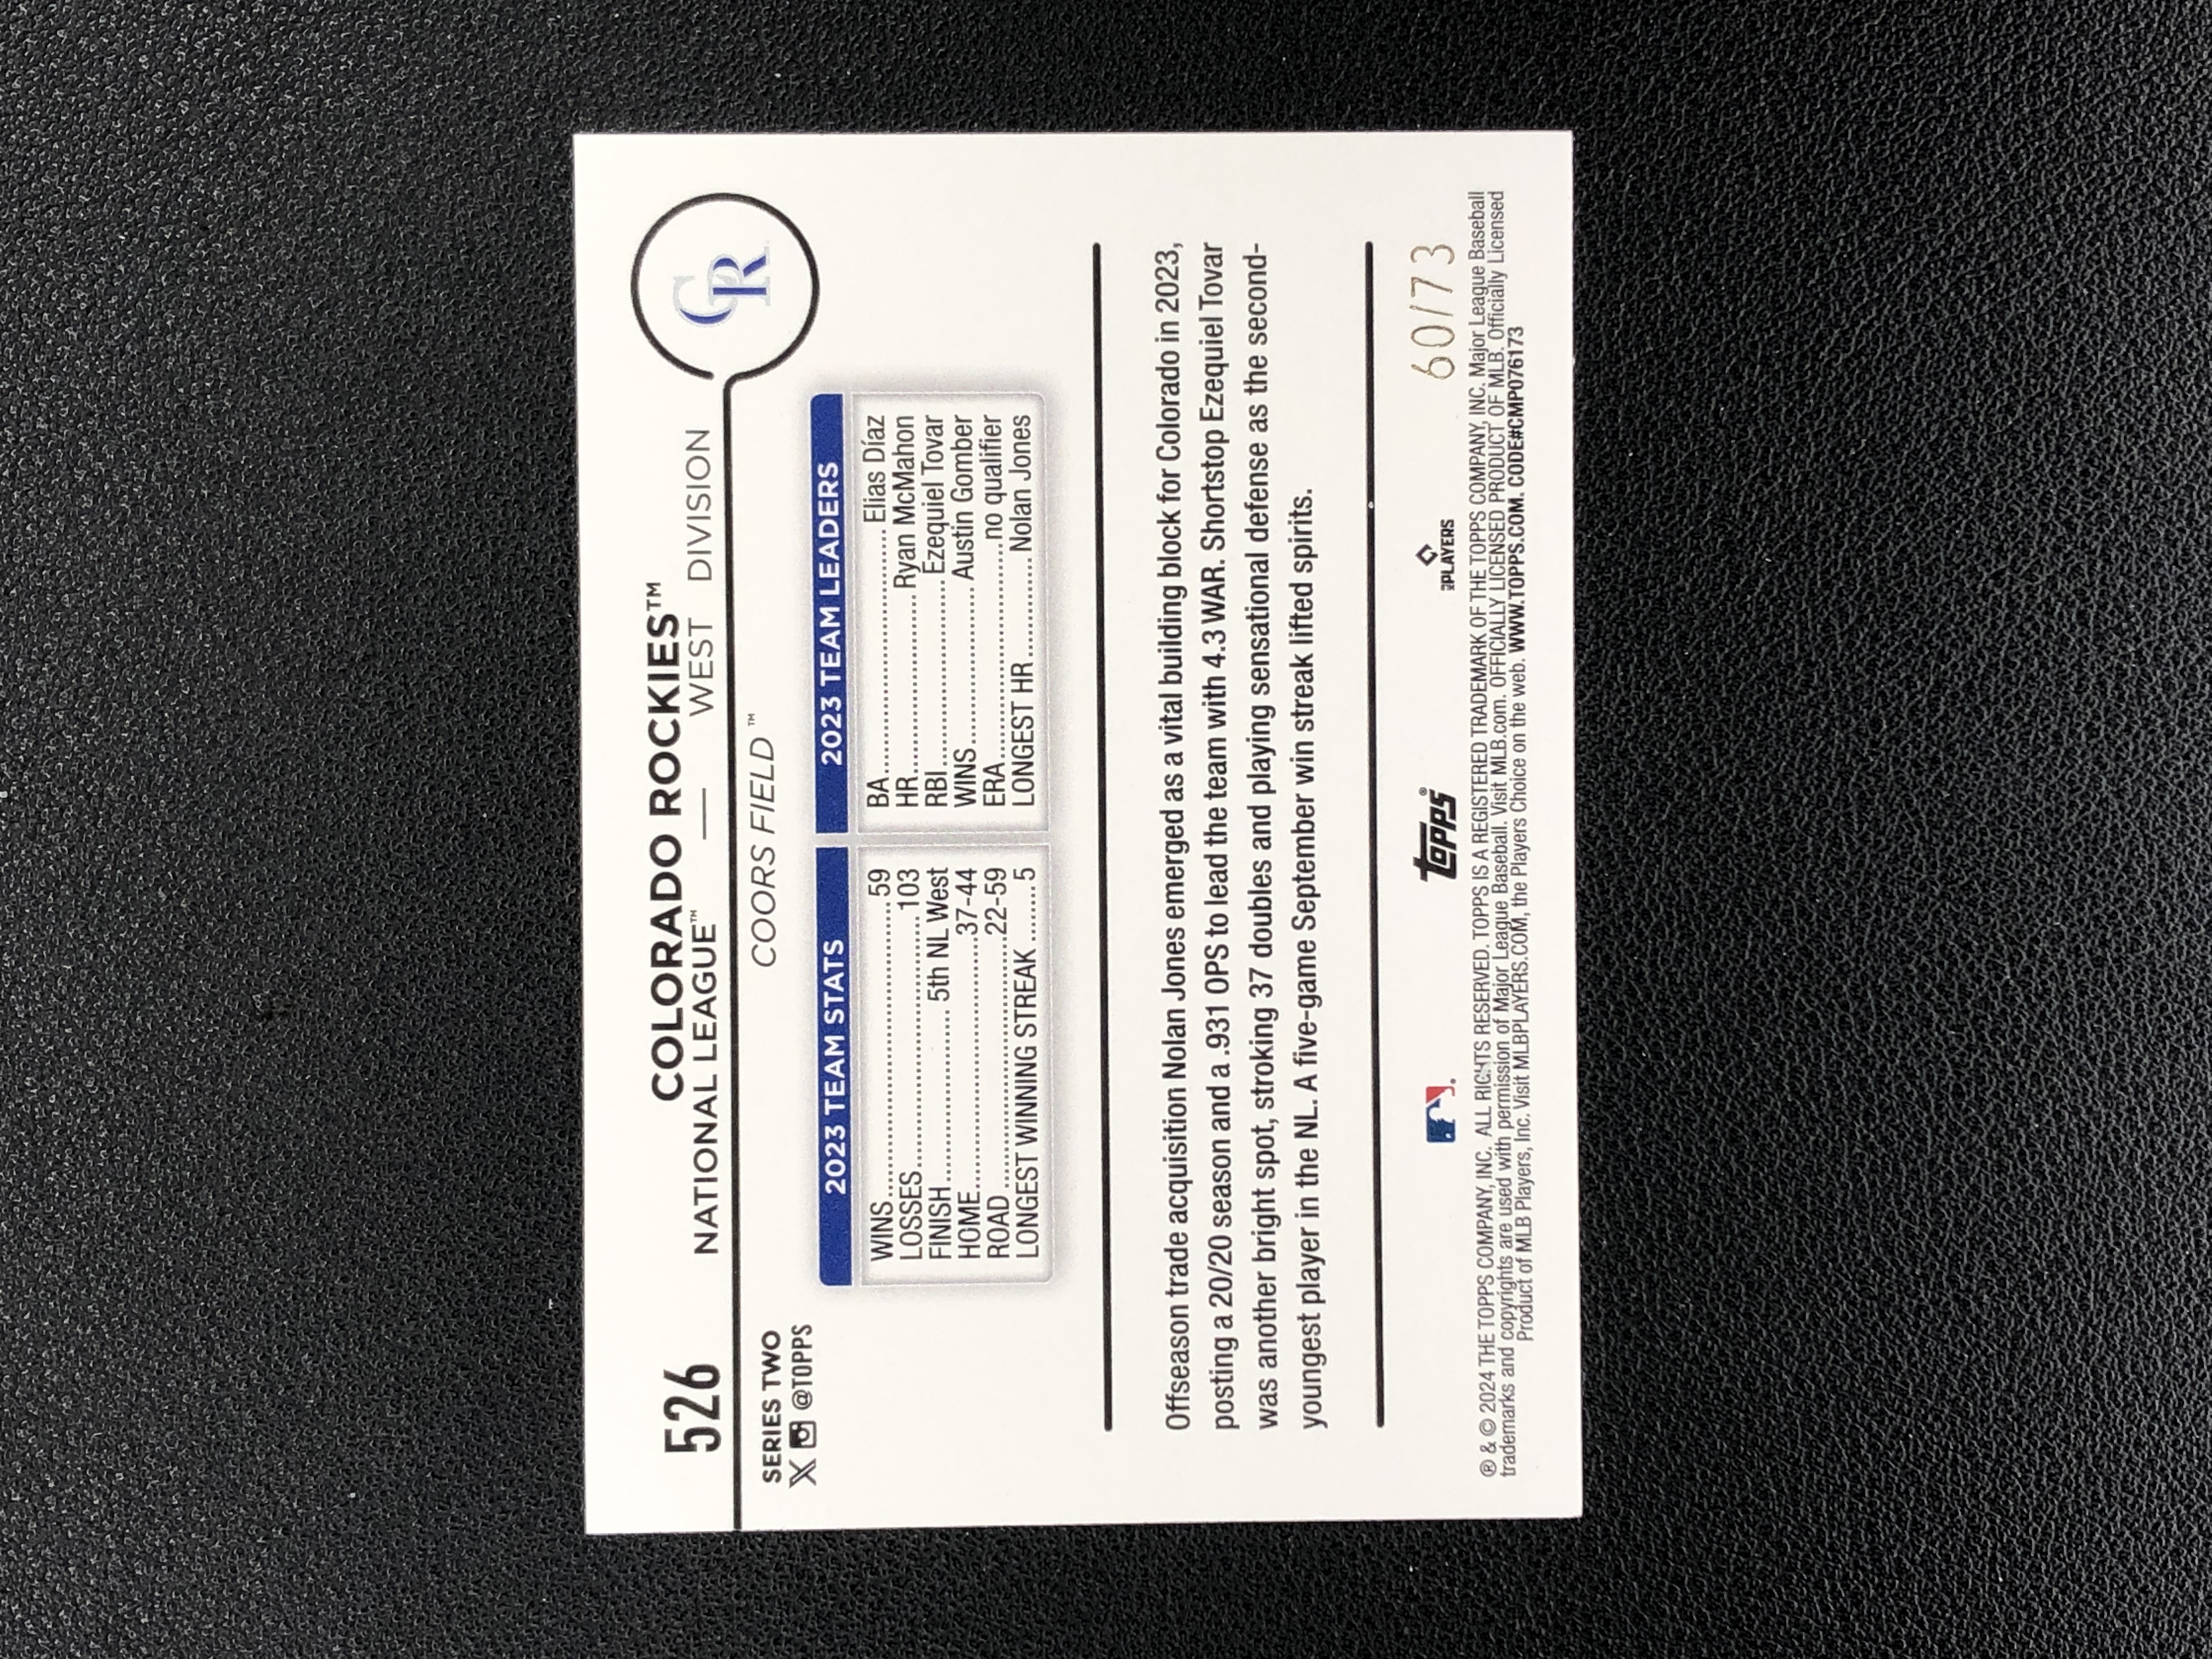 526
COLORADO ROCKIES™
NATIONAL LEAGUE™ — WEST DIVISION
CR
SERIES TWO
X @TOPPS
COORS FIELD™
2023 TEAM STATS
WINS 59
LOSSES 103
FINISH 5th NL West
HOME 37-44
ROAD 22-59
LONGEST WINNING STREAK 5
2023 TEAM LEADERS
BA Elias Díaz
HR Ryan McMahon
RBI Ezequiel Tovar
WINS Austin Gomber
ERA no qualifier
LONGEST HR Nolan Jones
Offseason trade acquisition Nolan Jones emerged as a vital building block for Colorado in 2023,
posting a 20/20 season and a .931 OPS to lead the team with 4.3 WAR. Shortstop Ezequiel Tovar
was another bright spot, stroking 37 doubles and playing sensational defense as the second-
youngest player in the NL. A five-game September win streak lifted spirits.
topps®
MLB PLAYERS
60/73
® & © 2024 THE TOPPS COMPANY, INC. ALL RIGHTS RESERVED. TOPPS IS A REGISTERED TRADEMARK OF THE TOPPS COMPANY, INC. Major League Baseball
trademarks and copyrights are used with permission of Major League Baseball. Visit MLB.com. OFFICIALLY LICENSED PRODUCT OF MLB. Officially Licensed
Product of MLB Players, Inc. Visit MLBPLAYERS.COM, the Players Choice on the web. WWW.TOPPS.COM. CODE#CMP076173